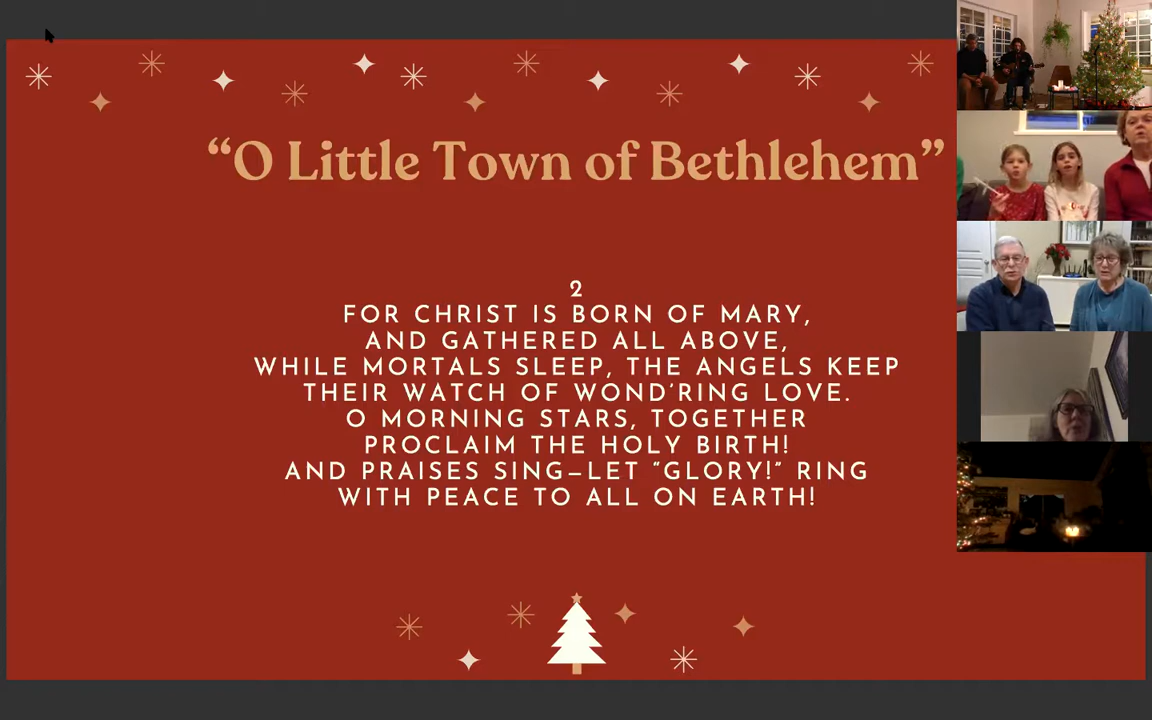 “O Little Town of Bethlehem”
2
FOR CHRIST IS BORN OF MARY,
AND GATHERED ALL ABOVE,
WHILE MORTALS SLEEP, THE ANGELS KEEP
THEIR WATCH OF WOND’RING LOVE.
O MORNING STARS, TOGETHER
PROCLAIM THE HOLY BIRTH!
AND PRAISES SING–LET “GLORY!” RING
WITH PEACE TO ALL ON EARTH!